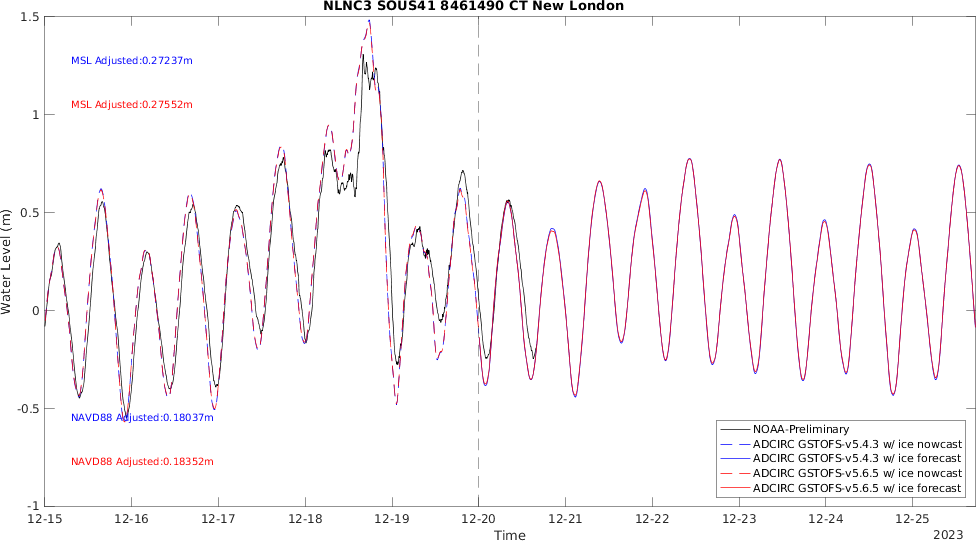 NLNC3 SOUS41 8461490 CT New London
1.5
1
0.5
0
-0.5
-1
Water Level (m)
MSL Adjusted:0.27237m
MSL Adjusted:0.27552m
NAVD88 Adjusted:0.18037m
NAVD88 Adjusted:0.18352m
NOAA-Preliminary
ADCIRC GSTOFS-v5.4.3 w/ ice nowcast
ADCIRC GSTOFS-v5.4.3 w/ ice forecast
ADCIRC GSTOFS-v5.6.5 w/ ice nowcast
ADCIRC GSTOFS-v5.6.5 w/ ice forecast
12-15 12-16 12-17 12-18 12-19 12-20 12-21 12-22 12-23 12-24 12-25
Time
2023